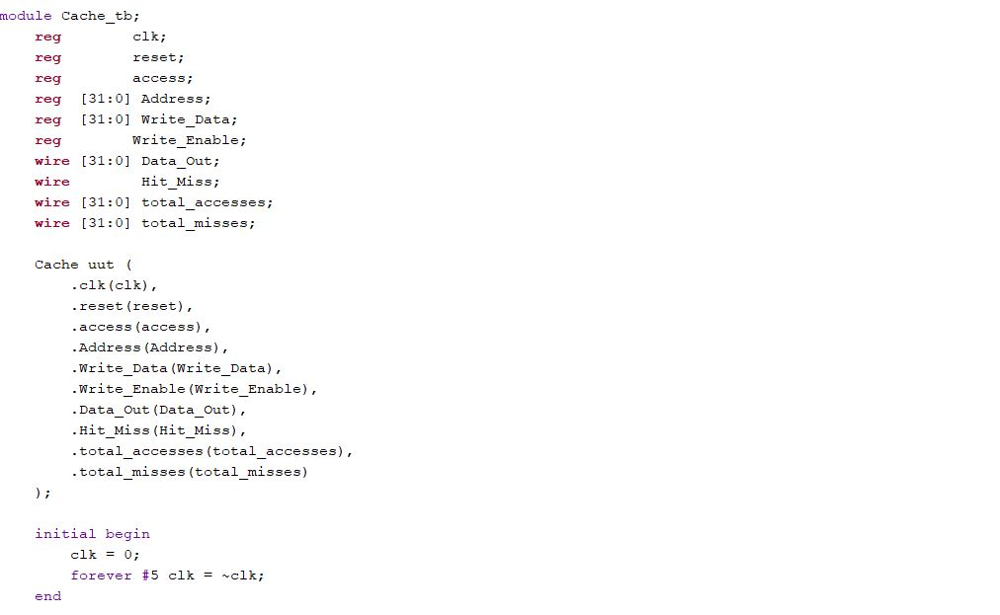 module Cache_tb;
    reg        clk;
    reg        reset;
    reg        access;
    reg  [31:0] Address;
    reg  [31:0] Write_Data;
    reg        Write_Enable;
    wire [31:0] Data_Out;
    wire        Hit_Miss;
    wire [31:0] total_accesses;
    wire [31:0] total_misses;

    Cache uut (
        .clk(clk),
        .reset(reset),
        .access(access),
        .Address(Address),
        .Write_Data(Write_Data),
        .Write_Enable(Write_Enable),
        .Data_Out(Data_Out),
        .Hit_Miss(Hit_Miss),
        .total_accesses(total_accesses),
        .total_misses(total_misses)
    );

    initial begin
        clk = 0;
        forever #5 clk = ~clk;
    end